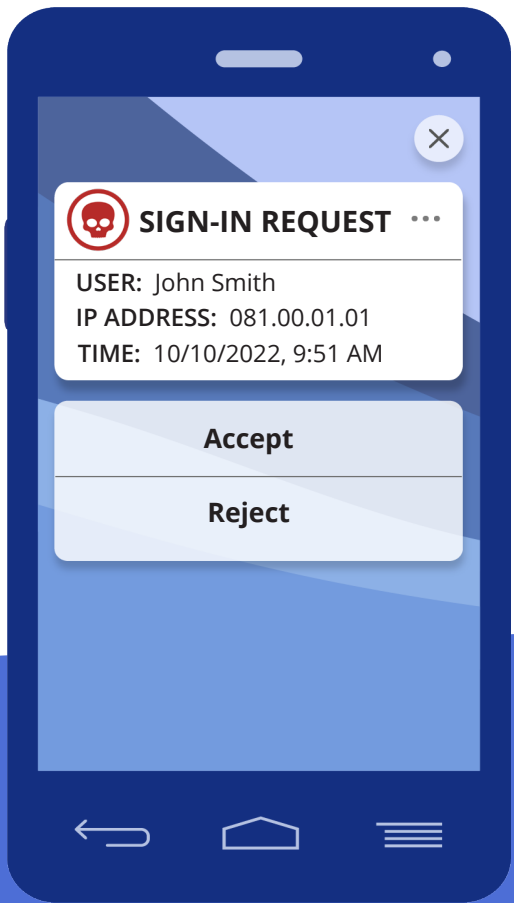 SIGN-IN REQUEST
USER: John Smith
IP ADDRESS: 081.00.01.01
TIME: 10/10/2022, 9:51 AM
Accept
Reject